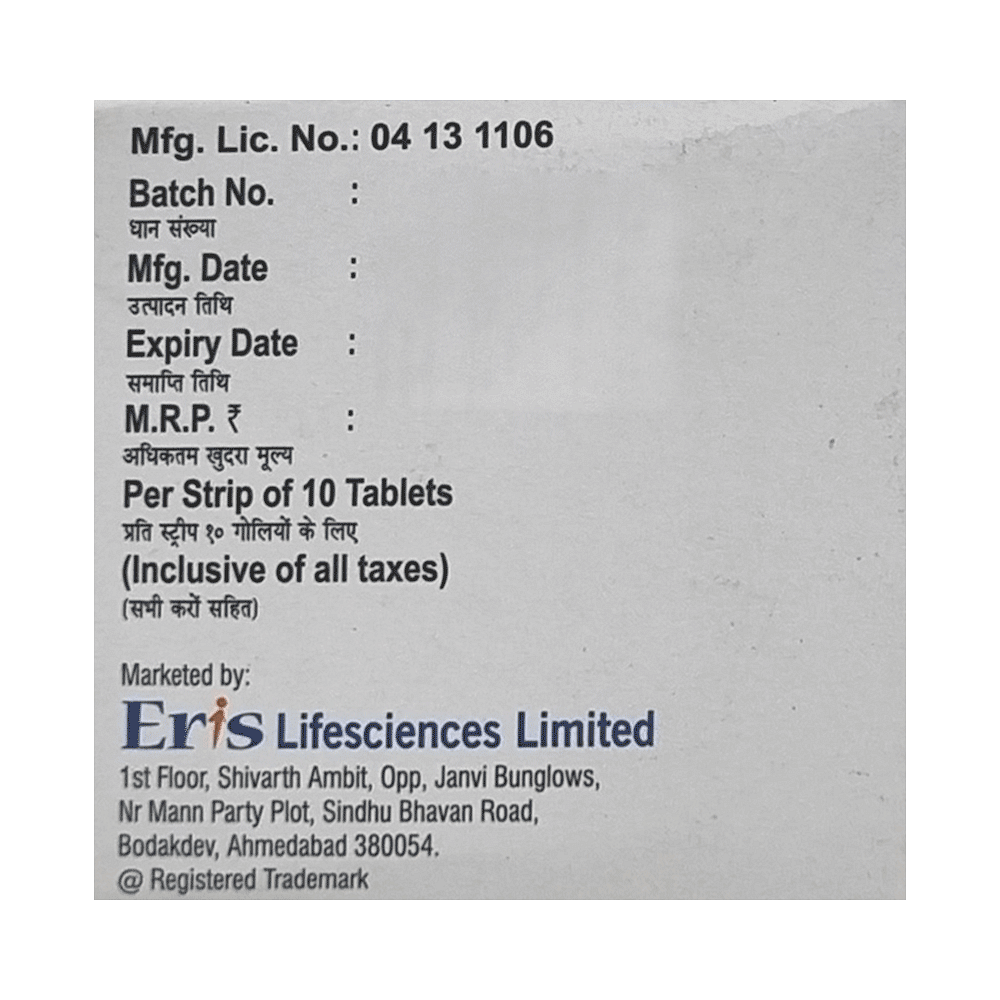 Mfg. Lic. No.: 04 13 1106
Batch No. :
धान संख्या
Mfg. Date :
उत्पादन तिथि
Expiry Date :
समाप्ति तिथि
M.R.P. ₹ :
अधिकतम खुदरा मूल्य
Per Strip of 10 Tablets
प्रति स्ट्रीप १० गोलियों के लिए
(Inclusive of all taxes)
(सभी करों सहित)
Marketed by:
Eris Lifesciences Limited
1st Floor, Shivarth Ambit, Opp, Janvi Bunglows,
Nr Mann Party Plot, Sindhu Bhavan Road,
Bodakdev, Ahmedabad 380054.
@ Registered Trademark